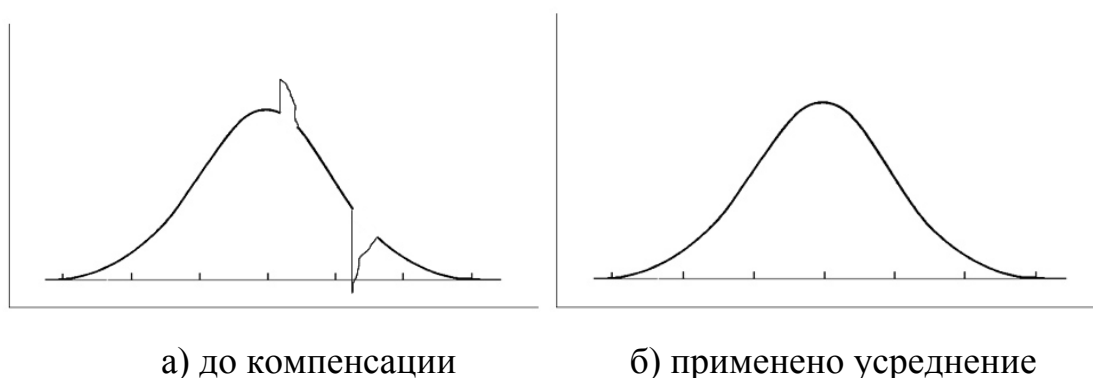 а) до компенсации
б) применено усреднение